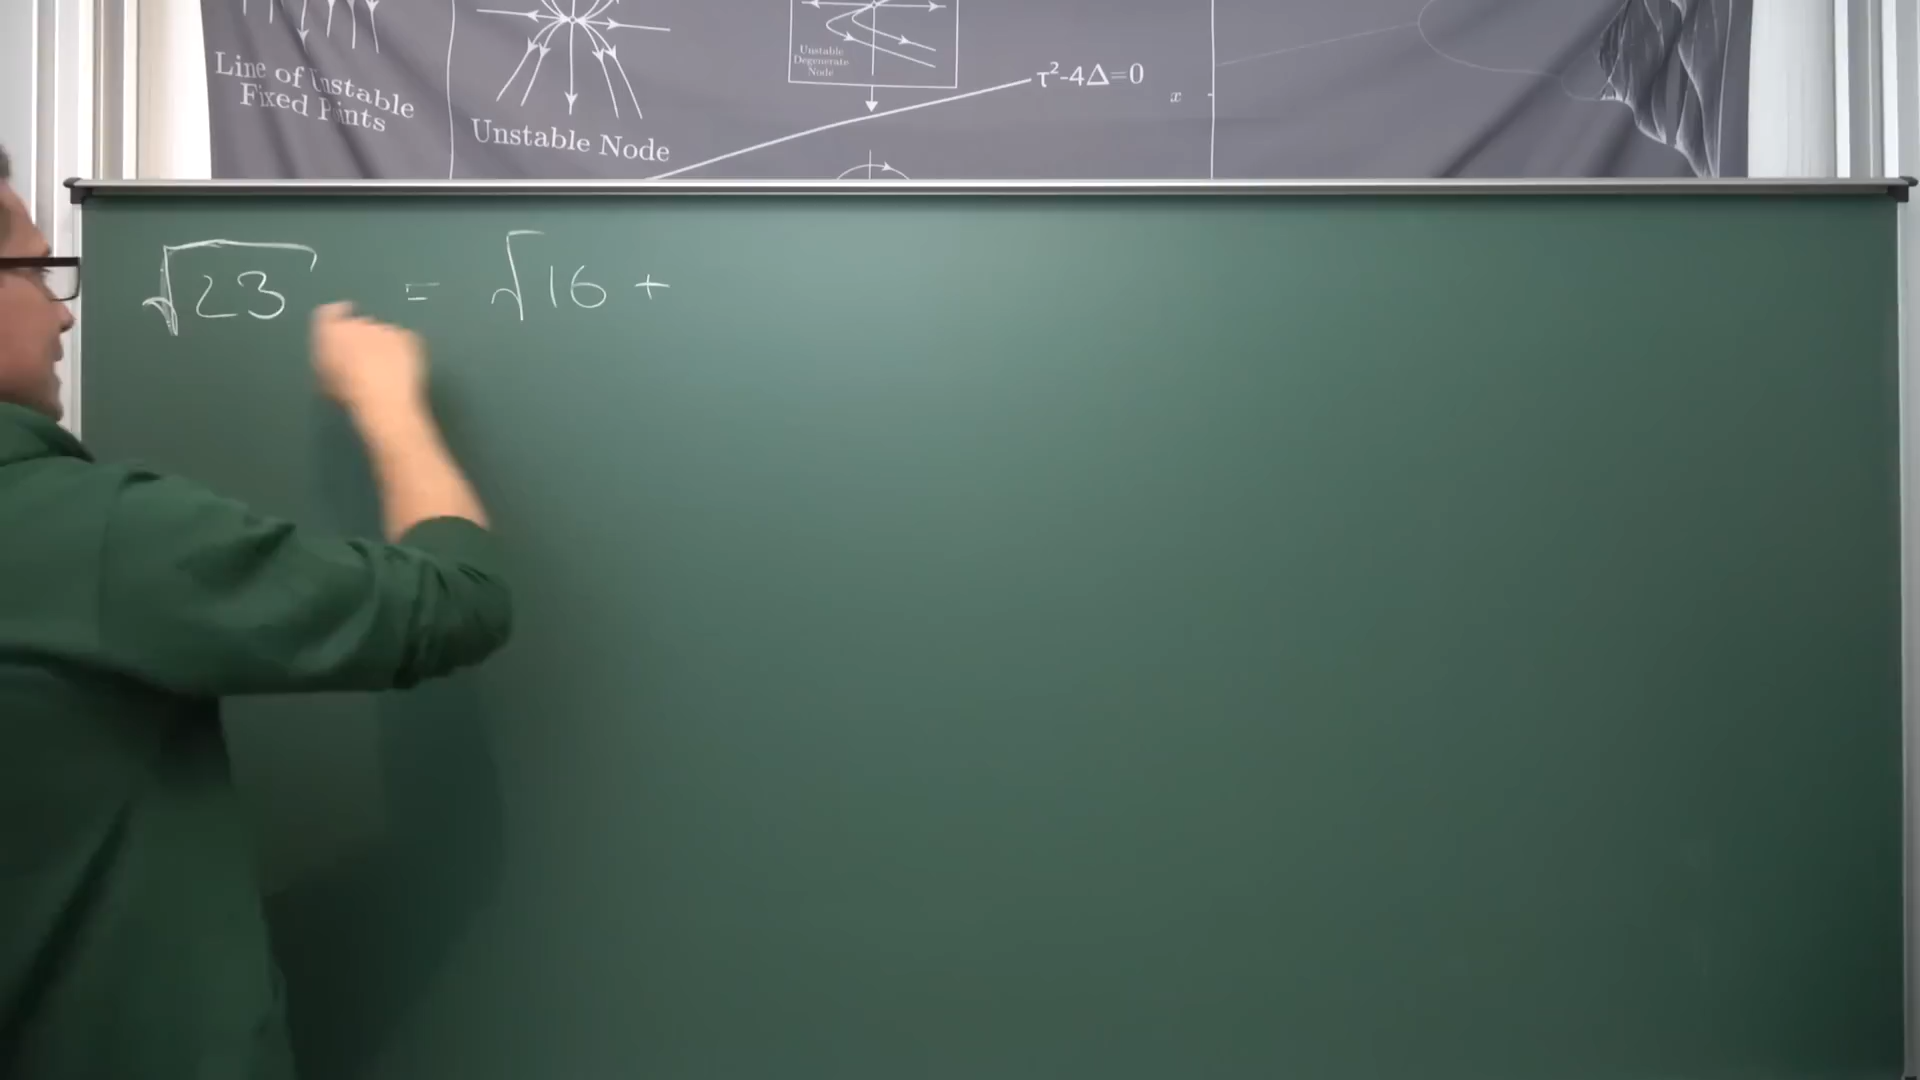 Line of Unstable
Fixed Points
Unstable Node
Unstable
Degenerate
Node
τ²-4Δ=0
x
√23 = √16 +